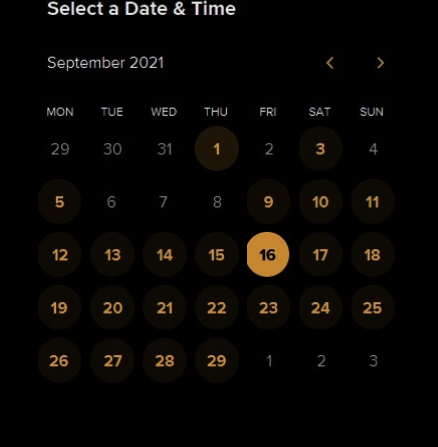 Select a Date & Time
September 2021
MON TUE WED THU FRI SAT SUN
29 30 31 1 2 3 4
5 6 7 8 9 10 11
12 13 14 15 16 17 18
19 20 21 22 23 24 25
26 27 28 29 1 2 3